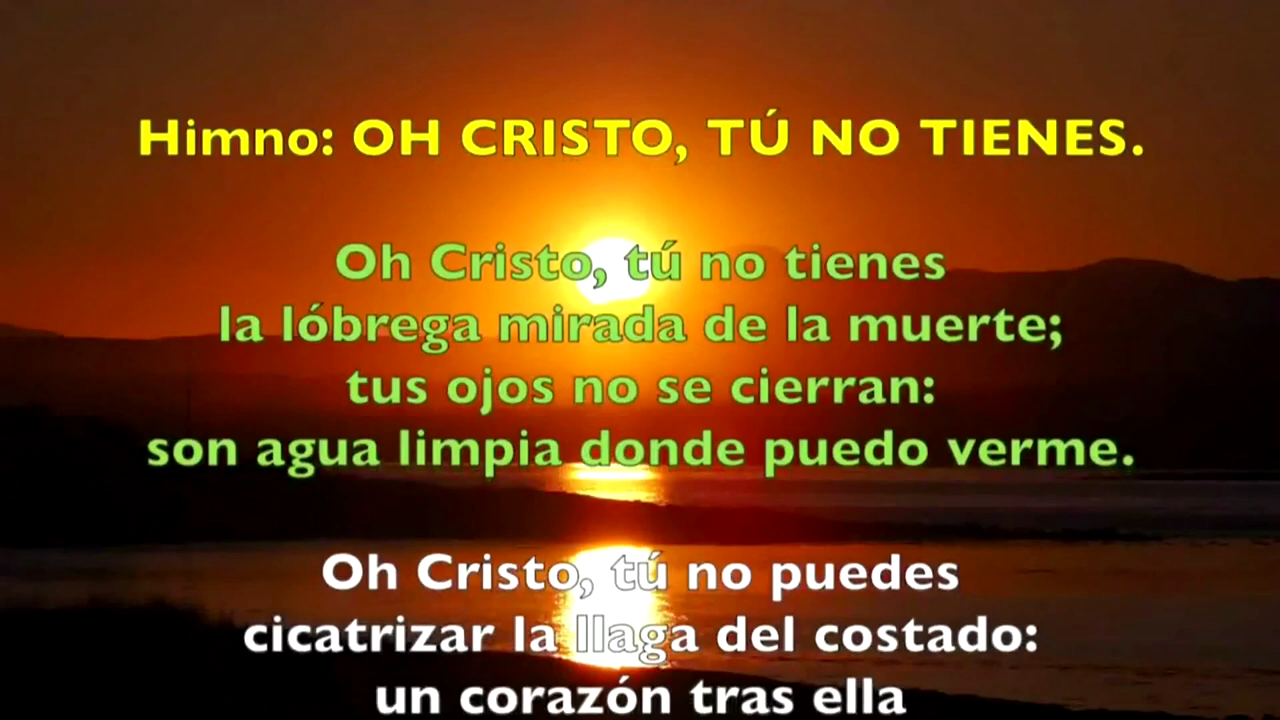 Himno: OH CRISTO, TÚ NO TIENES.
Oh Cristo, tú no tienes
la lóbrega mirada de la muerte;
tus ojos no se cierran:
son agua limpia donde puedo verme.
Oh Cristo, tú no puedes
cicatrizar la llaga del costado:
un corazón tras ella